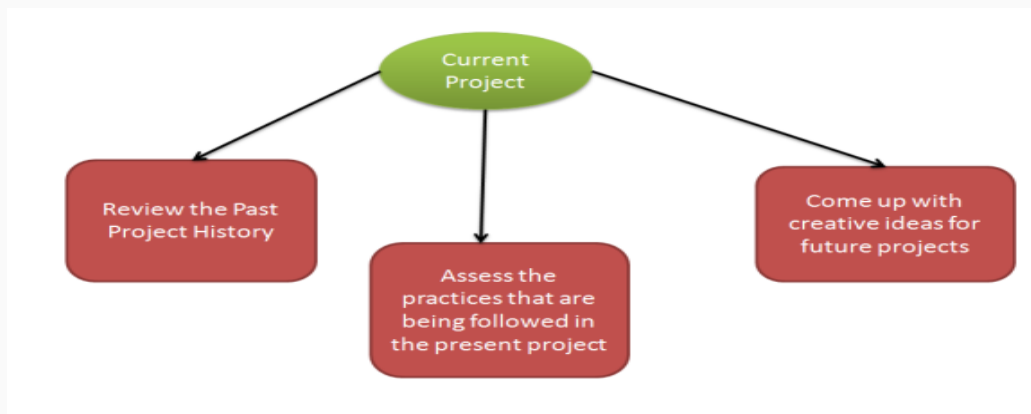 Current
Project
Review the Past
Project History
Assess the
practices that are
being followed in
the present project
Come up with
creative ideas for
future projects